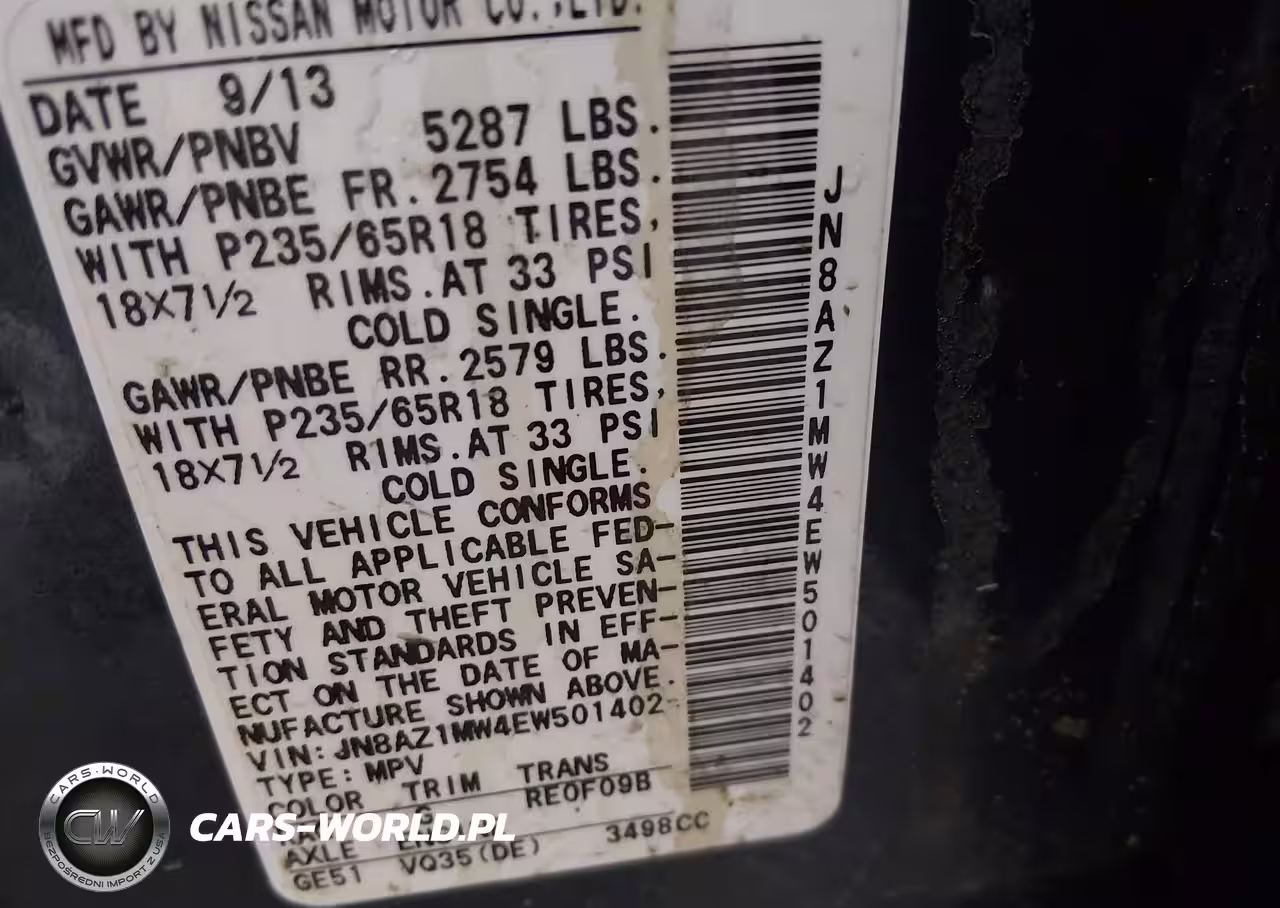 MFD BY NISSAN MOTOR CO.,LTD.
DATE 9/13
GVWR/PNBV 5287 LBS.
GAWR/PNBE FR.2754 LBS.
WITH P235/65R18 TIRES,
18X7½ RIMS.AT 33 PSI
COLD SINGLE.
GAWR/PNBE RR.2579 LBS.
WITH P235/65R18 TIRES,
18X7½ RIMS.AT 33 PSI
COLD SINGLE.
THIS VEHICLE CONFORMS
TO ALL APPLICABLE FED-
ERAL MOTOR VEHICLE SA-
FETY AND THEFT PREVEN-
TION STANDARDS IN EFF-
ECT ON THE DATE OF MA-
NUFACTURE SHOWN ABOVE.
VIN:JN8AZ1MW4EW501402
TYPE:MPV
COLOR TRIM TRANS
G RE0F09B
AXLE
GE51 VQ35(DE) 3498CC
JN8AZ1MW4EW501402
CARS-WORLD
CW
BEZPOŚREDNI IMPORT Z USA
CARS-WORLD.PL